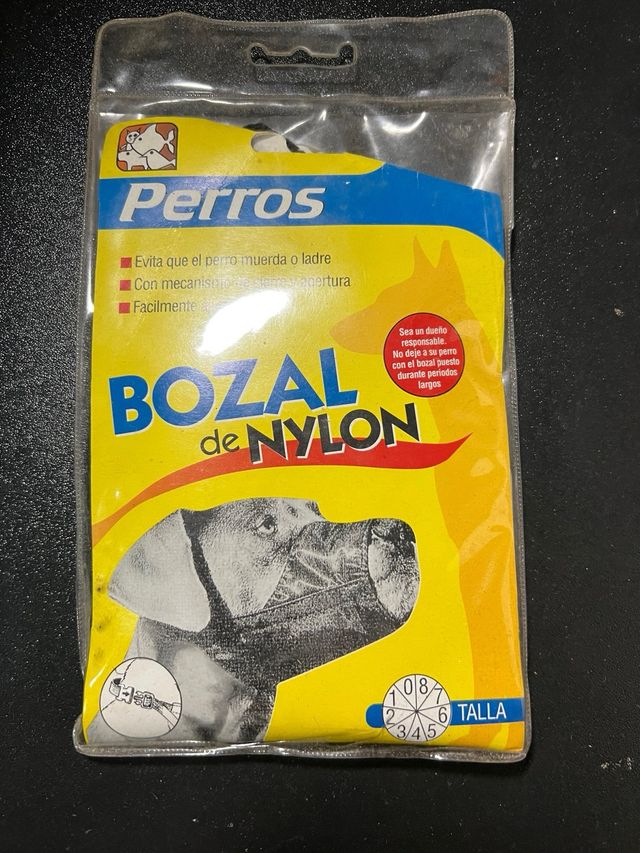 Perros
Evita que el perro muerda o ladre
Con mecanismo de cierre y apertura
Facilmente
Sea un dueño
responsable.
No deje a su perro
con el bozal puesto
durante periodos
largos
BOZAL
de NYLON
0 8 7 6 5 4 3 2 1
TALLA